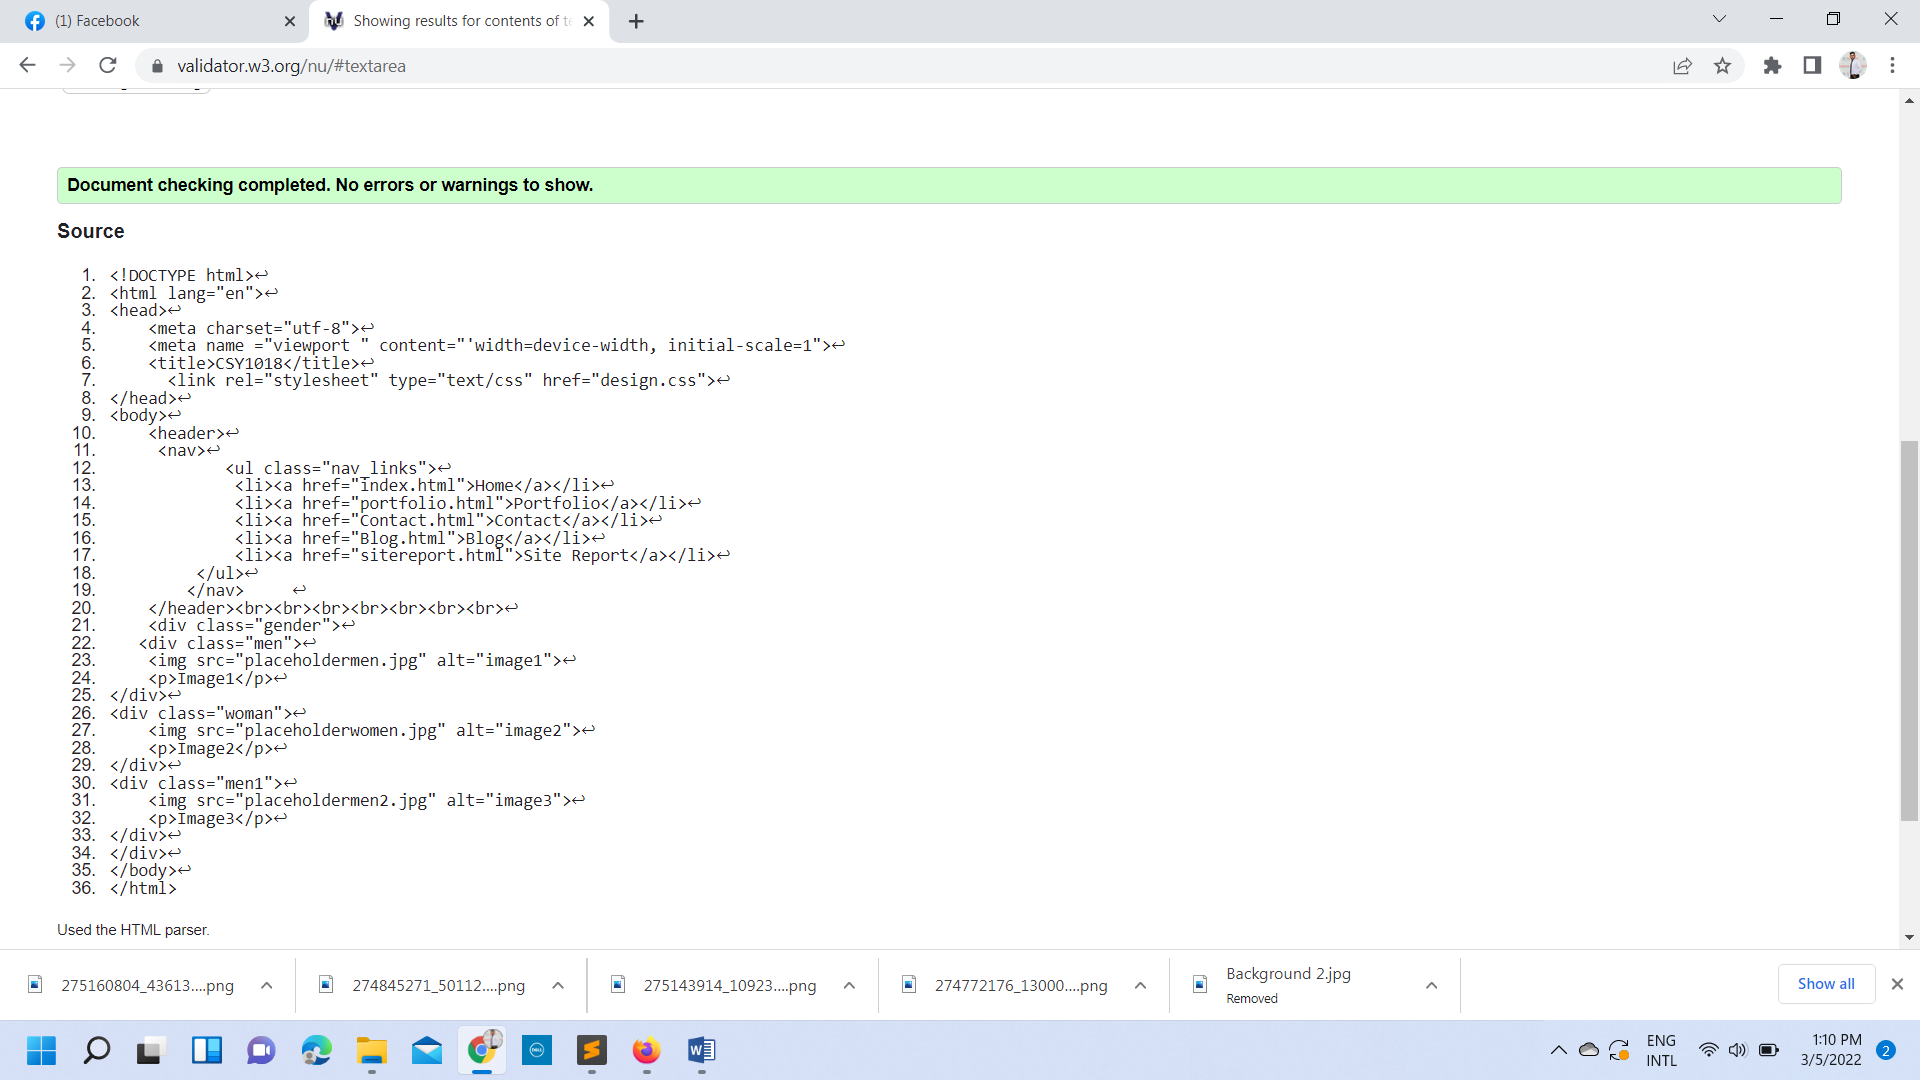 (1) Facebook
Showing results for contents of te
validator.w3.org/nu/#textarea
Document checking completed. No errors or warnings to show.
Source
1. <!DOCTYPE html>↩
2. <html lang="en">↩
3. <head>↩
4.     <meta charset="utf-8">↩
5.     <meta name ="viewport " content="'width=device-width, initial-scale=1">↩
6.     <title>CSY1018</title>↩
7.       <link rel="stylesheet" type="text/css" href="design.css">↩
8. </head>↩
9. <body>↩
10.     <header>↩
11.      <nav>↩
12.             <ul class="nav_links">↩
13.              <li><a href="Index.html">Home</a></li>↩
14.              <li><a href="portfolio.html">Portfolio</a></li>↩
15.              <li><a href="Contact.html">Contact</a></li>↩
16.              <li><a href="Blog.html">Blog</a></li>↩
17.              <li><a href="sitereport.html">Site Report</a></li>↩
18.          </ul>↩
19.         </nav>     ↩
20.     </header><br><br><br><br><br><br><br>↩
21.     <div class="gender">↩
22.    <div class="men">↩
23.     <img src="placeholdermen.jpg" alt="image1">↩
24.     <p>Image1</p>↩
25. </div>↩
26. <div class="woman">↩
27.     <img src="placeholderwomen.jpg" alt="image2">↩
28.     <p>Image2</p>↩
29. </div>↩
30. <div class="men1">↩
31.     <img src="placeholdermen2.jpg" alt="image3">↩
32.     <p>Image3</p>↩
33. </div>↩
34. </div>↩
35. </body>↩
36. </html>
Used the HTML parser.
275160804_43613....png
274845271_50112....png
275143914_10923....png
274772176_13000....png
Background 2.jpg
Removed
Show all
DELL
ENG
INTL
1:10 PM
3/5/2022
2